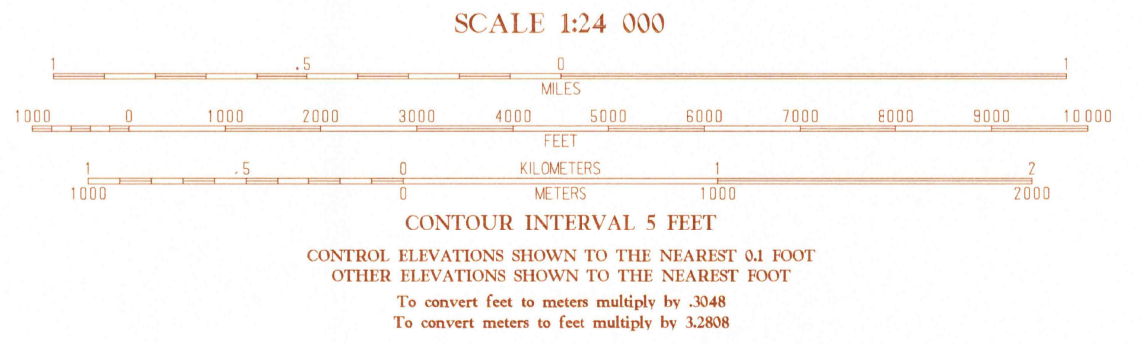 SCALE 1:24 000
1 .5 0 1
MILES
1000 0 1000 2000 3000 4000 5000 6000 7000 8000 9000 10 000
FEET
1 .5 0 KILOMETERS 1 2
1000 0 METERS 1000 2000
CONTOUR INTERVAL 5 FEET
CONTROL ELEVATIONS SHOWN TO THE NEAREST 0.1 FOOT
OTHER ELEVATIONS SHOWN TO THE NEAREST FOOT
To convert feet to meters multiply by .3048
To convert meters to feet multiply by 3.2808